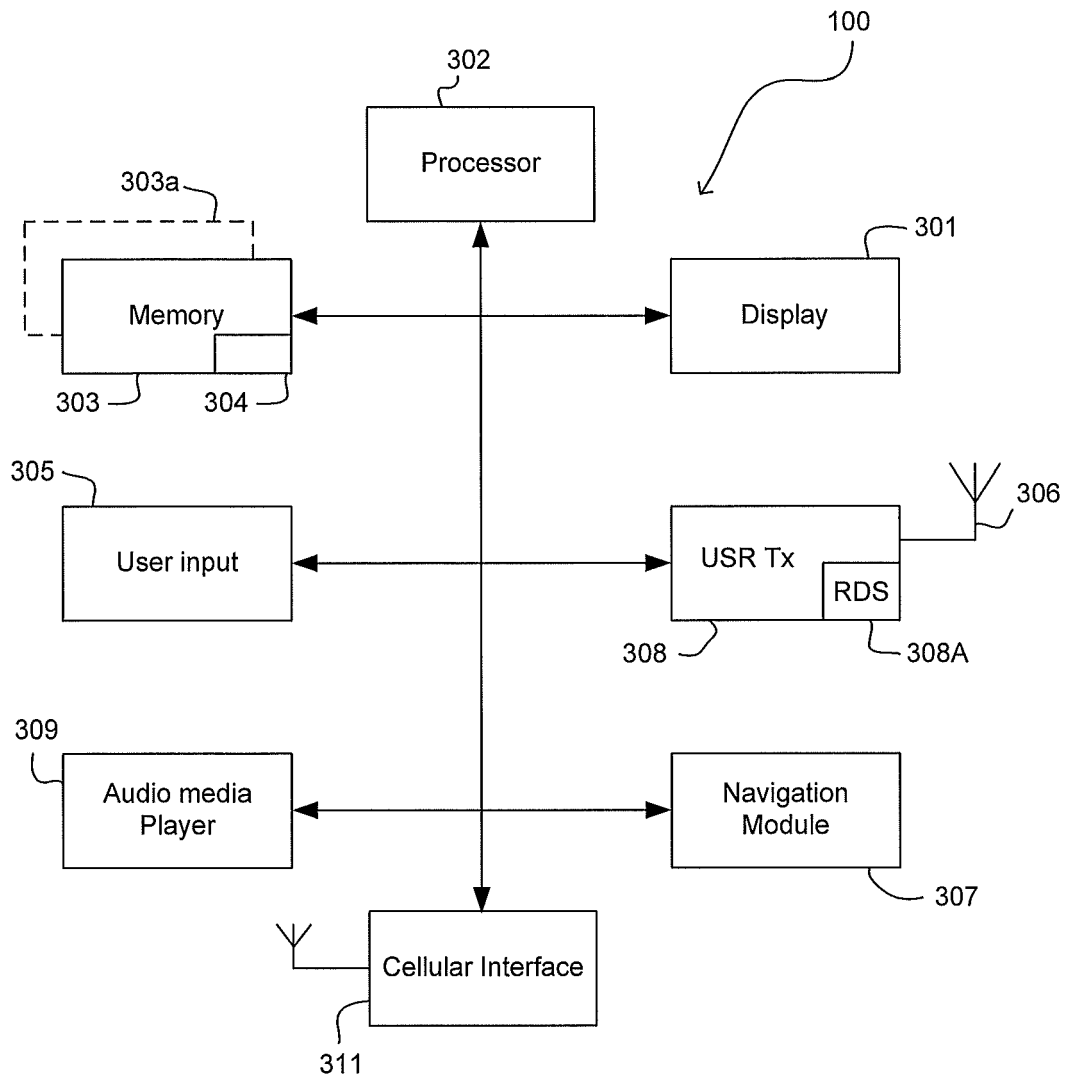 100
302
Processor
303a
301
Memory
Display
303
304
305
306
User input
USR Tx
RDS
308
308A
309
Audio media
Player
Navigation
Module
307
Cellular Interface
311